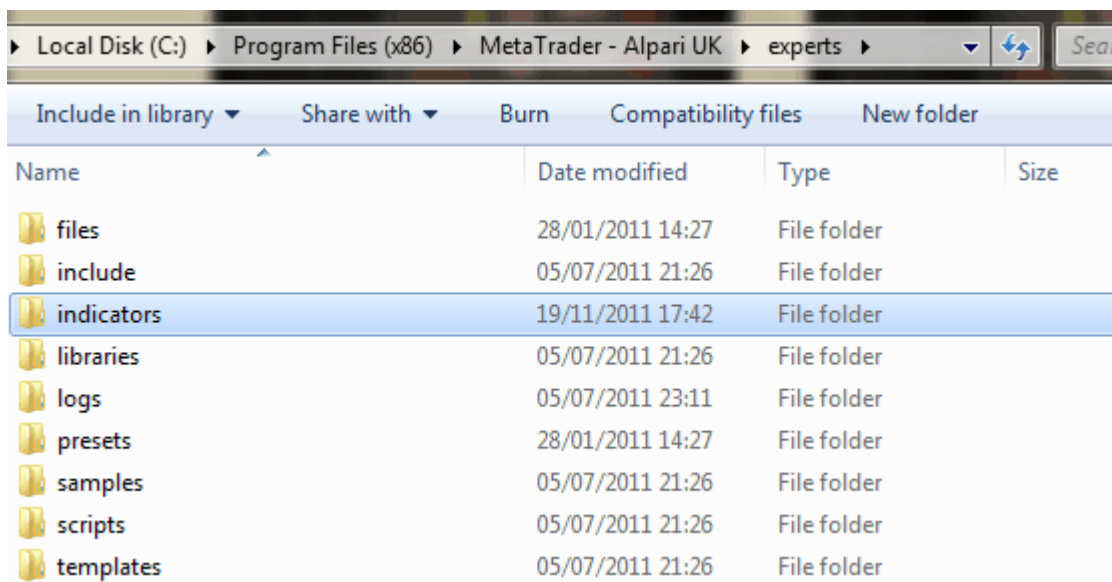 Local Disk (C:) Program Files (x86) MetaTrader - Alpari UK experts
Include in library Share with Burn Compatibility files New folder
Name Date modified Type Size
files 28/01/2011 14:27 File folder
include 05/07/2011 21:26 File folder
indicators 19/11/2011 17:42 File folder
libraries 05/07/2011 21:26 File folder
logs 05/07/2011 23:11 File folder
presets 28/01/2011 14:27 File folder
samples 05/07/2011 21:26 File folder
scripts 05/07/2011 21:26 File folder
templates 05/07/2011 21:26 File folder